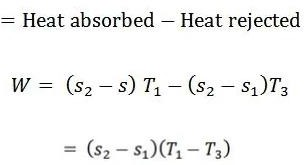 = Heat absorbed − Heat rejected
W = (s₂ − s) T₁ − (s₂ − s₁)T₃
= (s₂ − s₁)(T₁ − T₃)